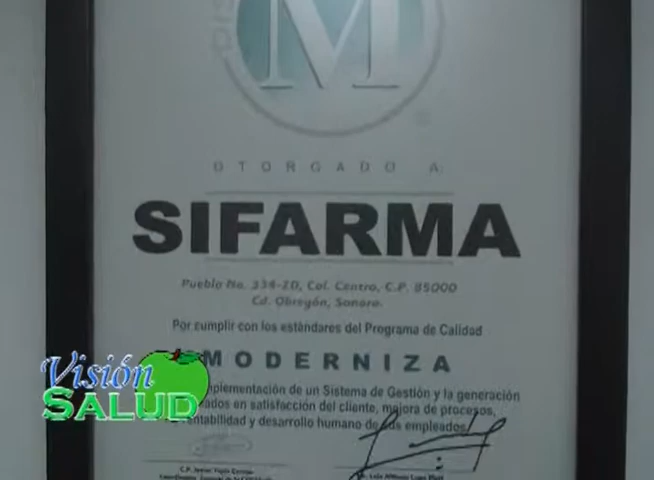 M
OTORGADO A:
SIFARMA
Pueblo No. 334-2D, Col. Centro, C.P. 85000
Cd. Obregón, Sonora.
Por cumplir con los estándares del Programa de Calidad
MODERNIZA
implementación de un Sistema de Gestión y la generación
en satisfacción del cliente, mejora de procesos,
rentabilidad y desarrollo humano de sus empleados.
Visión
SALUD